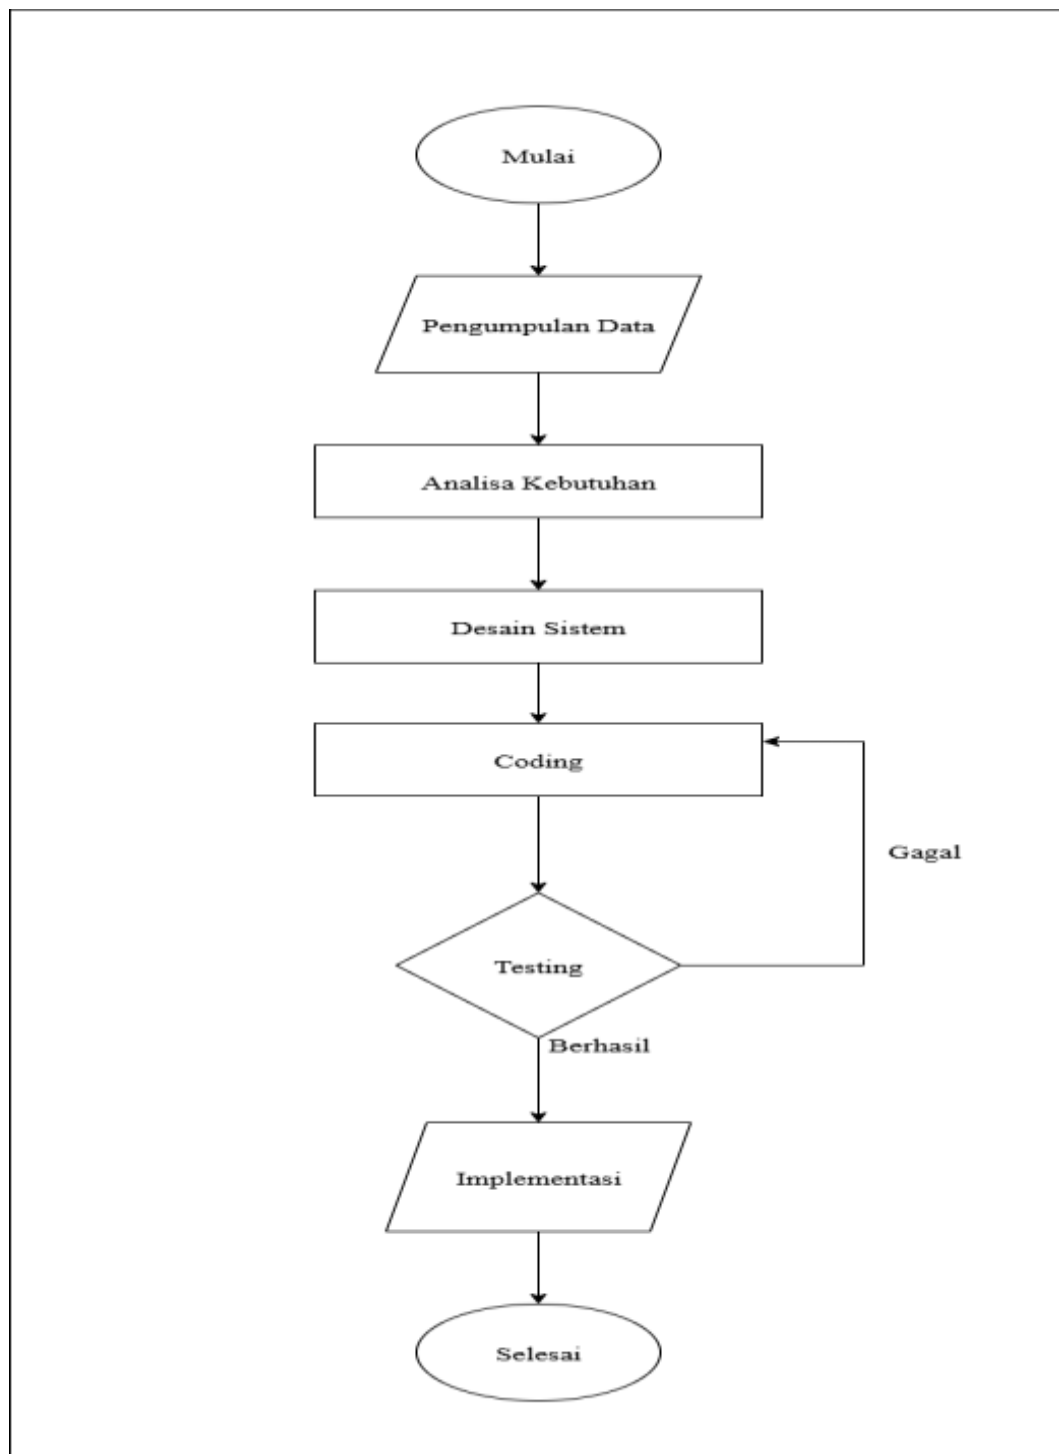 Mulai
Pengumpulan Data
Analisa Kebutuhan
Desain Sistem
Coding
Gagal
Testing
Berhasil
Implementasi
Selesai